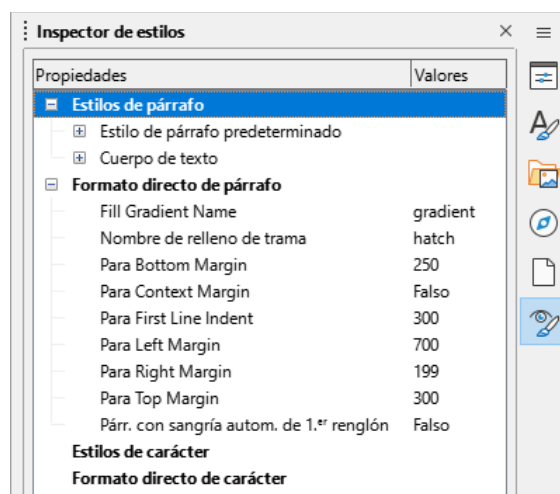 Inspector de estilos
Propiedades Valores
Estilos de párrafo
Estilo de párrafo predeterminado
Cuerpo de texto
Formato directo de párrafo
Fill Gradient Name gradient
Nombre de relleno de trama hatch
Para Bottom Margin 250
Para Context Margin Falso
Para First Line Indent 300
Para Left Margin 700
Para Right Margin 199
Para Top Margin 300
Párr. con sangría autom. de 1.ᵉʳ renglón Falso
Estilos de carácter
Formato directo de carácter